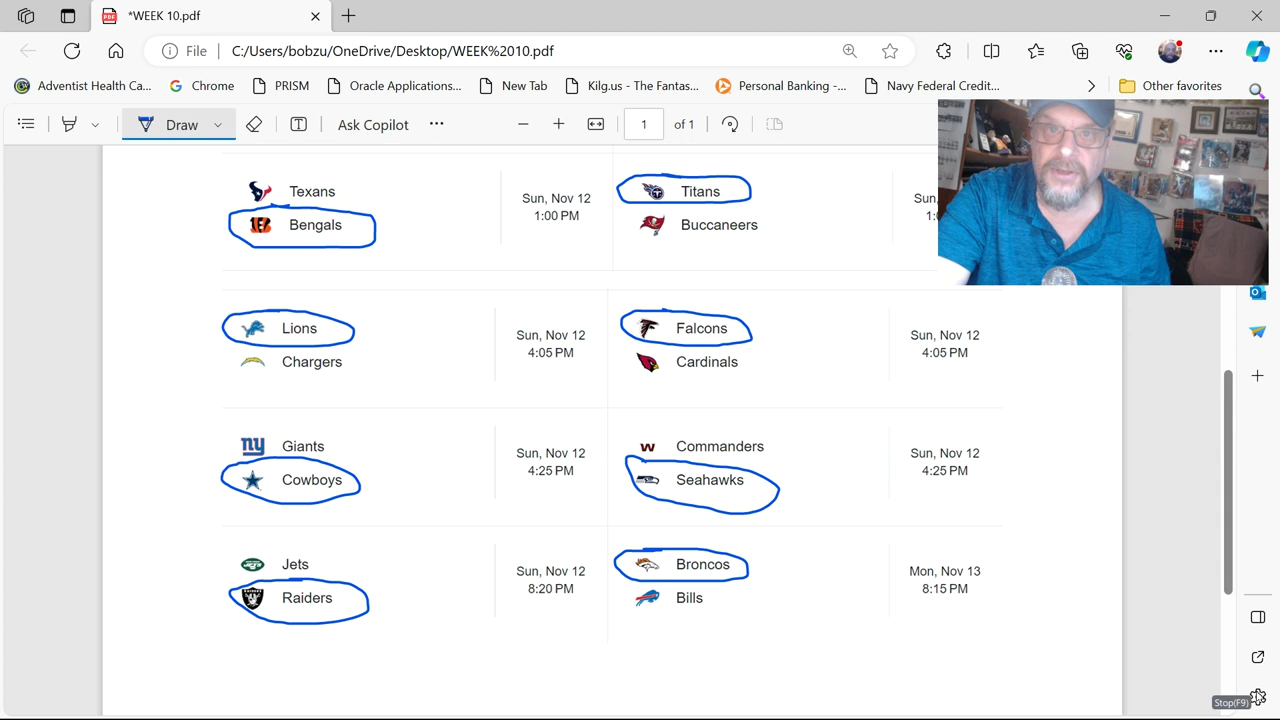 *WEEK 10.pdf
File C:/Users/bobzu/OneDrive/Desktop/WEEK%2010.pdf
Adventist Health Ca... Chrome PRISM Oracle Applications... New Tab Kilg.us - The Fantas... Personal Banking -... Navy Federal Credit... Other favorites
Draw Ask Copilot 1 of 1
Texans
Bengals
Sun, Nov 12
1:00 PM
Titans
Buccaneers
Sun,
Lions
Chargers
Sun, Nov 12
4:05 PM
Falcons
Cardinals
Sun, Nov 12
4:05 PM
ny Giants
Cowboys
Sun, Nov 12
4:25 PM
W Commanders
Seahawks
Sun, Nov 12
4:25 PM
Jets
Raiders
Sun, Nov 12
8:20 PM
Broncos
Bills
Mon, Nov 13
8:15 PM
Stop(F9)